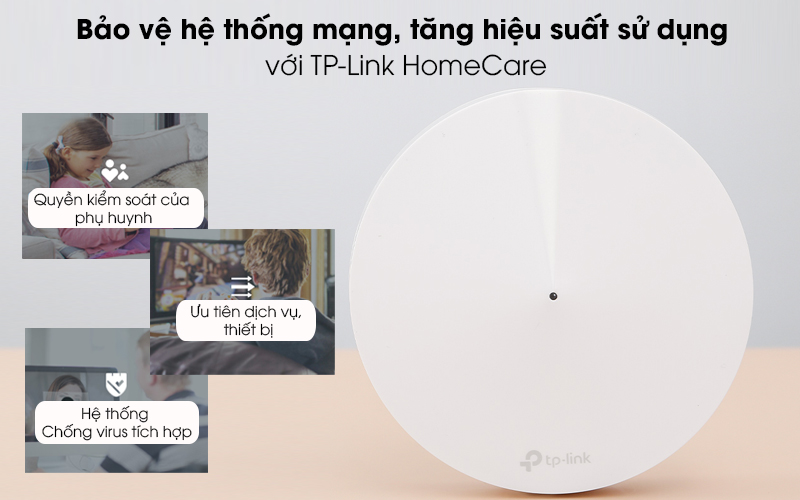 Bảo vệ hệ thống mạng, tăng hiệu suất sử dụng
với TP-Link HomeCare
Quyền kiểm soát của
phụ huynh
Ưu tiên dịch vụ,
thiết bị
Hệ thống
Chống virus tích hợp
tp-link